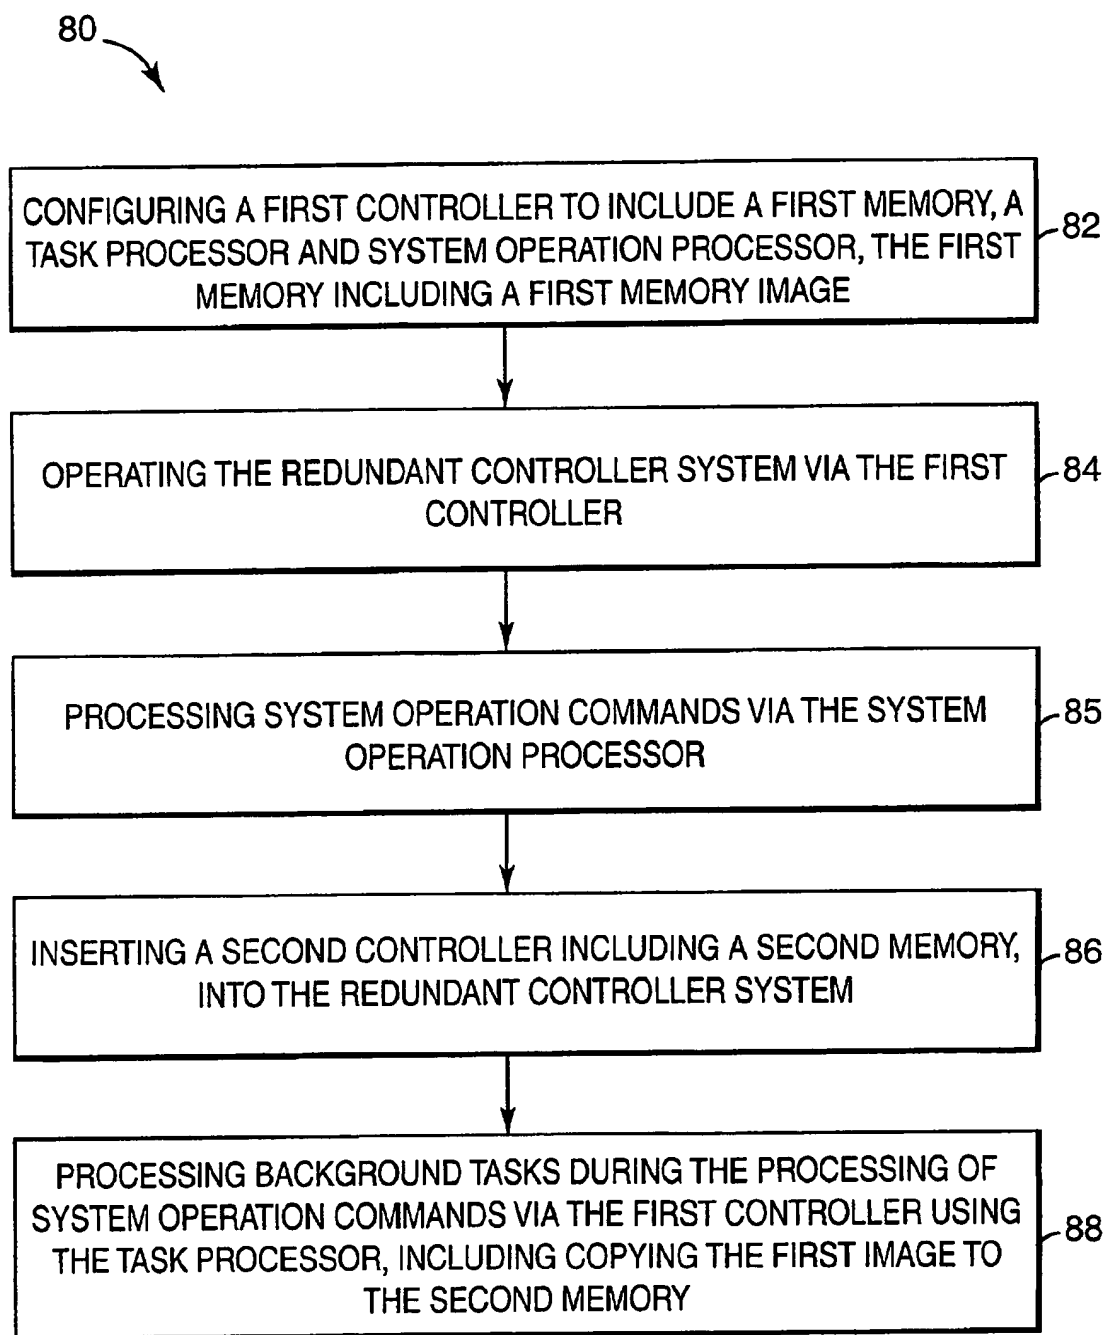 80
CONFIGURING A FIRST CONTROLLER TO INCLUDE A FIRST MEMORY, A
TASK PROCESSOR AND SYSTEM OPERATION PROCESSOR, THE FIRST
MEMORY INCLUDING A FIRST MEMORY IMAGE
82
OPERATING THE REDUNDANT CONTROLLER SYSTEM VIA THE FIRST
CONTROLLER
84
PROCESSING SYSTEM OPERATION COMMANDS VIA THE SYSTEM
OPERATION PROCESSOR
85
INSERTING A SECOND CONTROLLER INCLUDING A SECOND MEMORY,
INTO THE REDUNDANT CONTROLLER SYSTEM
86
PROCESSING BACKGROUND TASKS DURING THE PROCESSING OF
SYSTEM OPERATION COMMANDS VIA THE FIRST CONTROLLER USING
THE TASK PROCESSOR, INCLUDING COPYING THE FIRST IMAGE TO
THE SECOND MEMORY
88